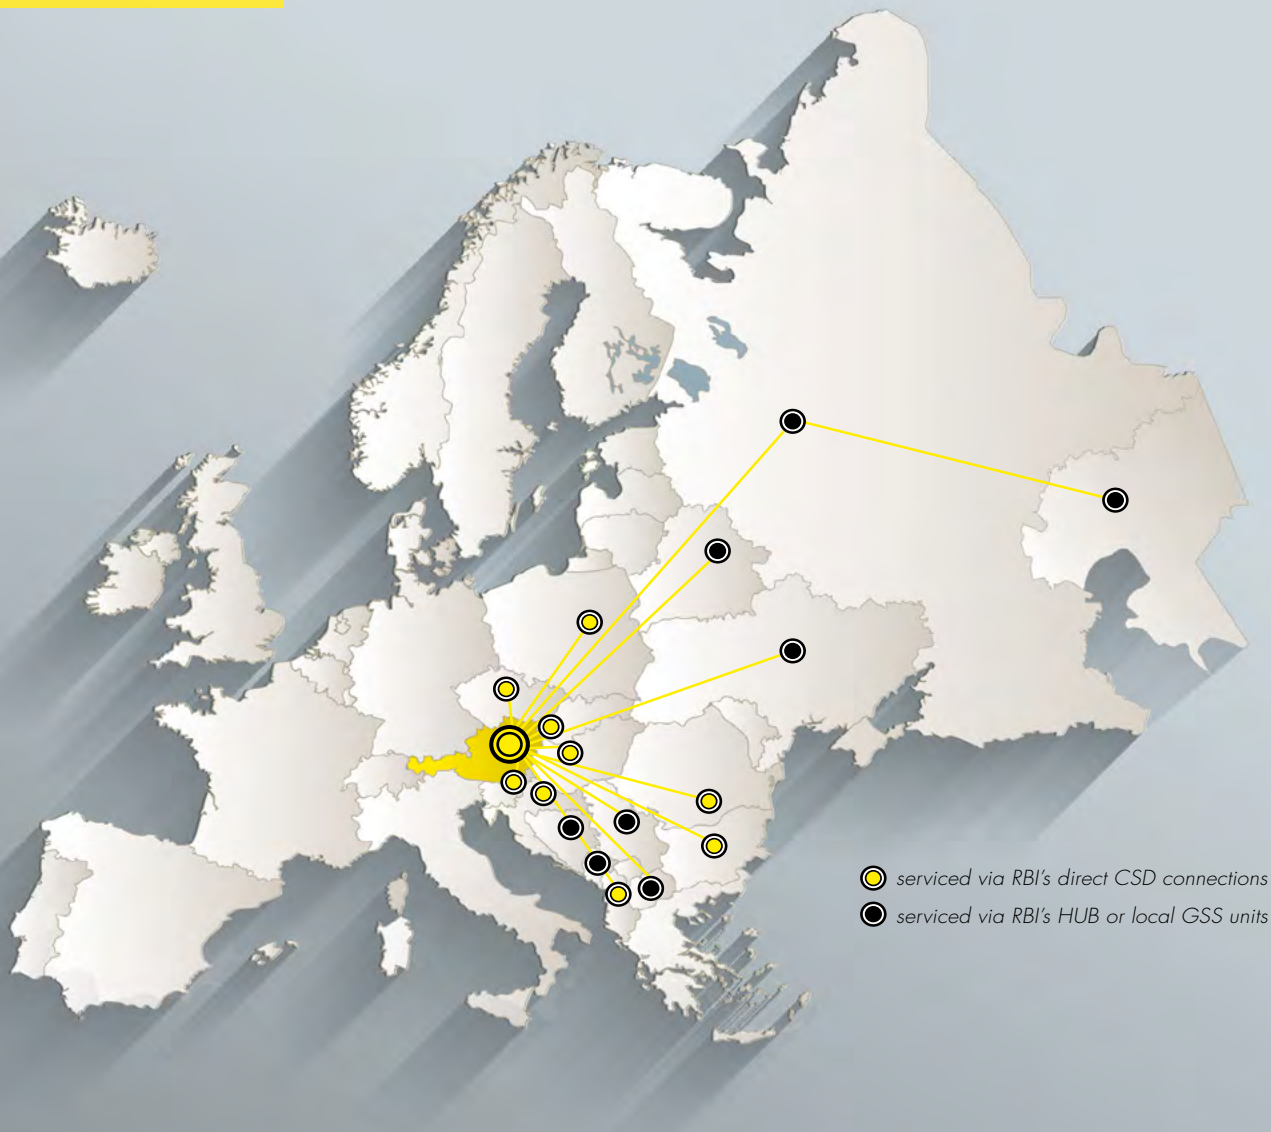 serviced via RBI's direct CSD connections
serviced via RBI's HUB or local GSS units